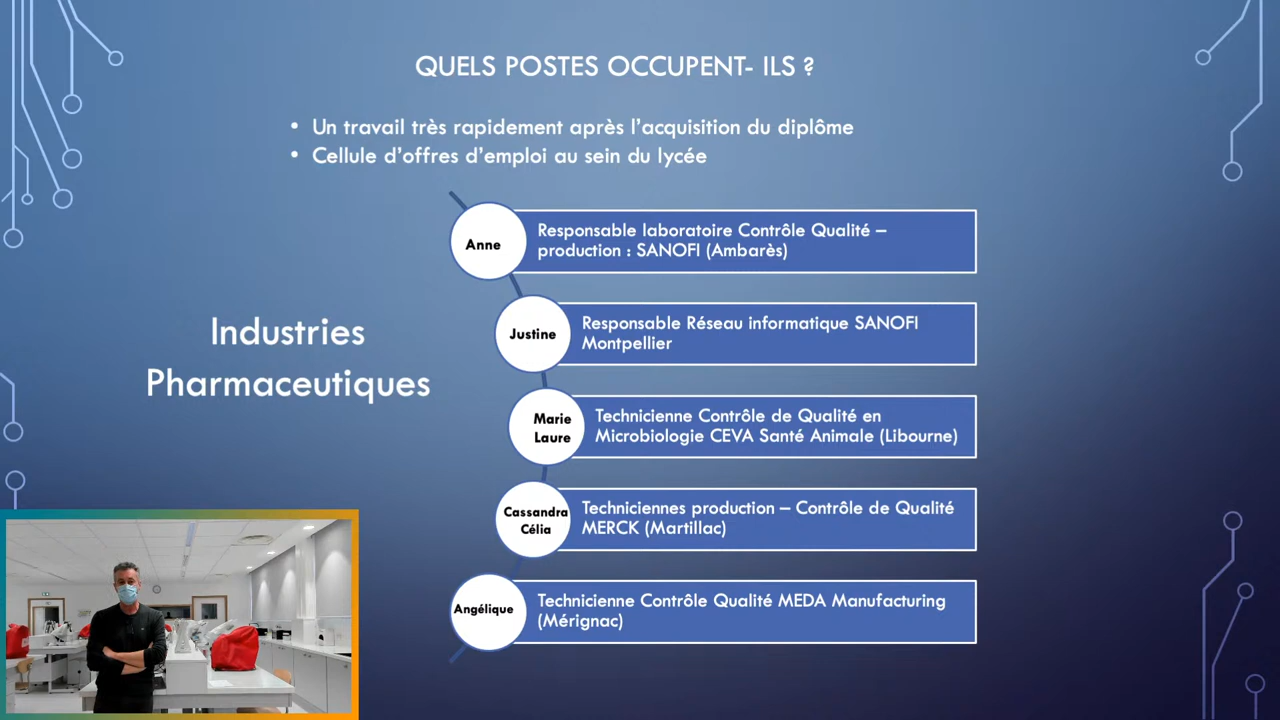 QUELS POSTES OCCUPENT- ILS ?
• Un travail très rapidement après l'acquisition du diplôme
• Cellule d'offres d'emploi au sein du lycée
Industries
Pharmaceutiques
Anne
Responsable laboratoire Contrôle Qualité –
production : SANOFI (Ambarès)
Justine
Responsable Réseau informatique SANOFI
Montpellier
Marie
Laure
Technicienne Contrôle de Qualité en
Microbiologie CEVA Santé Animale (Libourne)
Cassandra
Célia
Techniciennes production – Contrôle de Qualité
MERCK (Martillac)
Angélique
Technicienne Contrôle Qualité MEDA Manufacturing
(Mérignac)